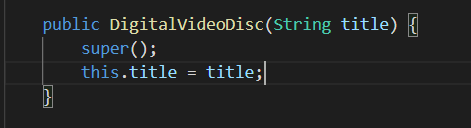 public DigitalVideoDisc(String title) {
super();
this.title = title;
}